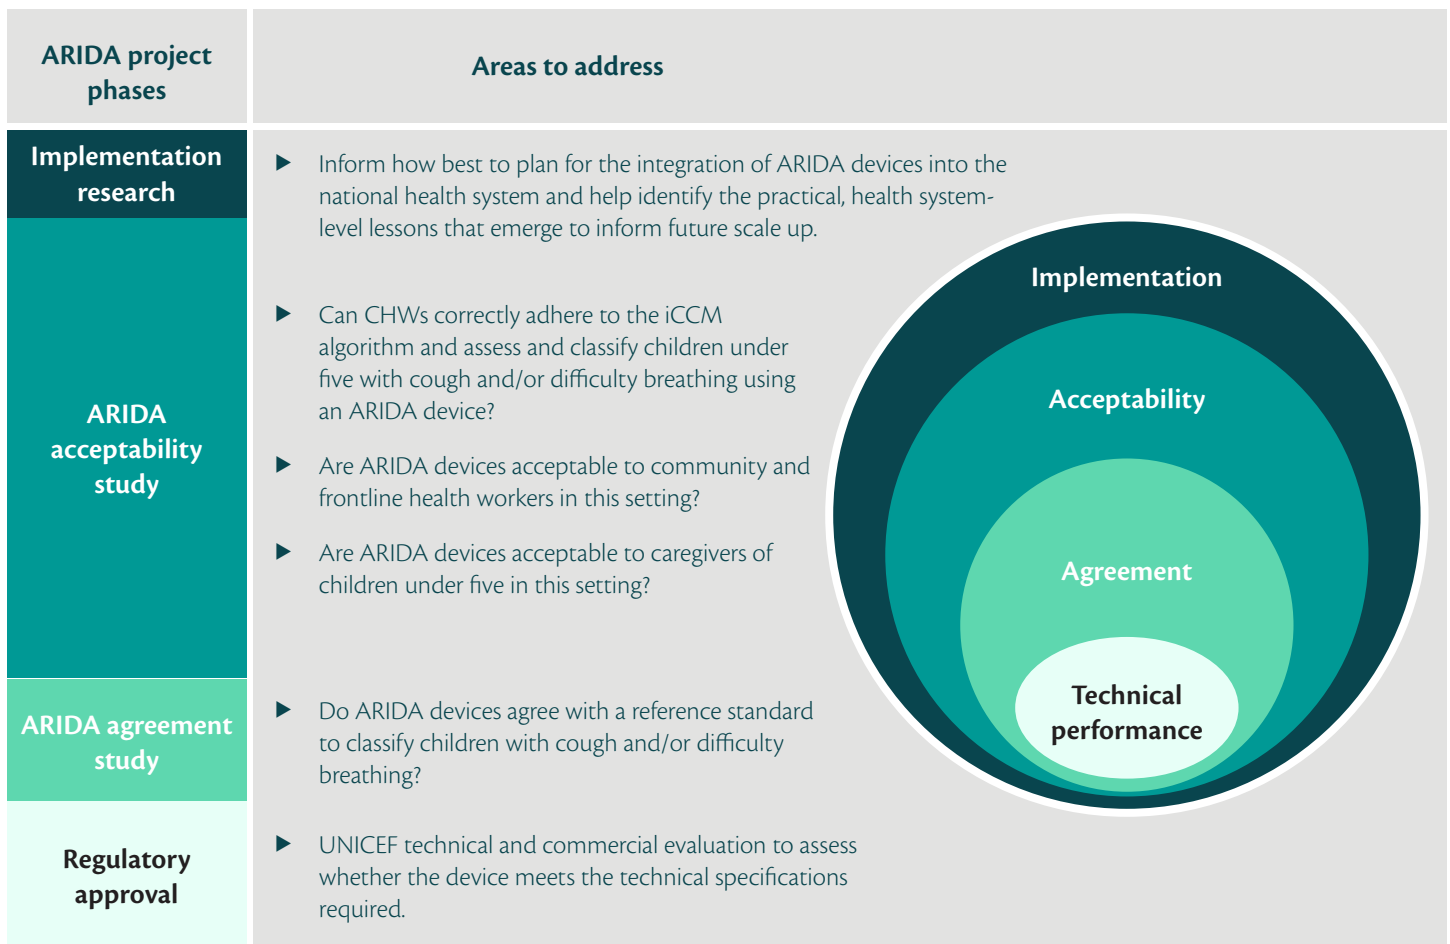 ARIDA project
phases
Areas to address
Implementation
research
▶ Inform how best to plan for the integration of ARIDA devices into the
national health system and help identify the practical, health system-
level lessons that emerge to inform future scale up.
ARIDA
acceptability
study
▶ Can CHWs correctly adhere to the iCCM
algorithm and assess and classify children under
five with cough and/or difficulty breathing using
an ARIDA device?
▶ Are ARIDA devices acceptable to community and
frontline health workers in this setting?
▶ Are ARIDA devices acceptable to caregivers of
children under five in this setting?
ARIDA agreement
study
▶ Do ARIDA devices agree with a reference standard
to classify children with cough and/or difficulty
breathing?
Regulatory
approval
▶ UNICEF technical and commercial evaluation to assess
whether the device meets the technical specifications
required.
Implementation
Acceptability
Agreement
Technical
performance